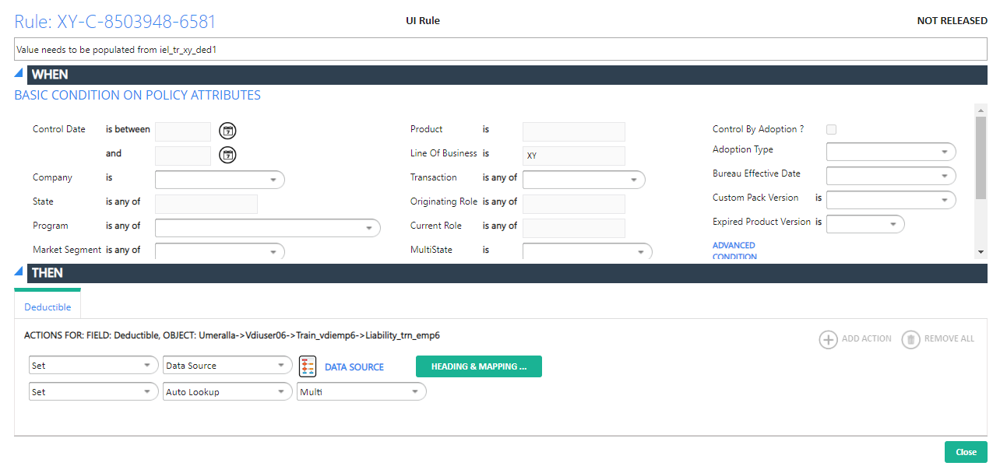 Rule: XY-C-8503948-6581 UI Rule NOT RELEASED
Value needs to be populated from iel_tr_xy_ded1
WHEN
BASIC CONDITION ON POLICY ATTRIBUTES
Control Date is between 7 Product is Control By Adoption ?
and 7 Line Of Business is XY Adoption Type
Company is Transaction is any of Bureau Effective Date
State is any of Originating Role is any of Custom Pack Version is
Program is any of Current Role is any of Expired Product Version is
Market Segment is any of MultiState is ADVANCED
CONDITION
THEN
Deductible
ACTIONS FOR: FIELD: Deductible, OBJECT: Umeralla->Vdiuser06->Train_vdiemp6->Liability_trn_emp6
ADD ACTION REMOVE ALL
Set Data Source DATA SOURCE HEADING & MAPPING ...
Set Auto Lookup Multi
Close